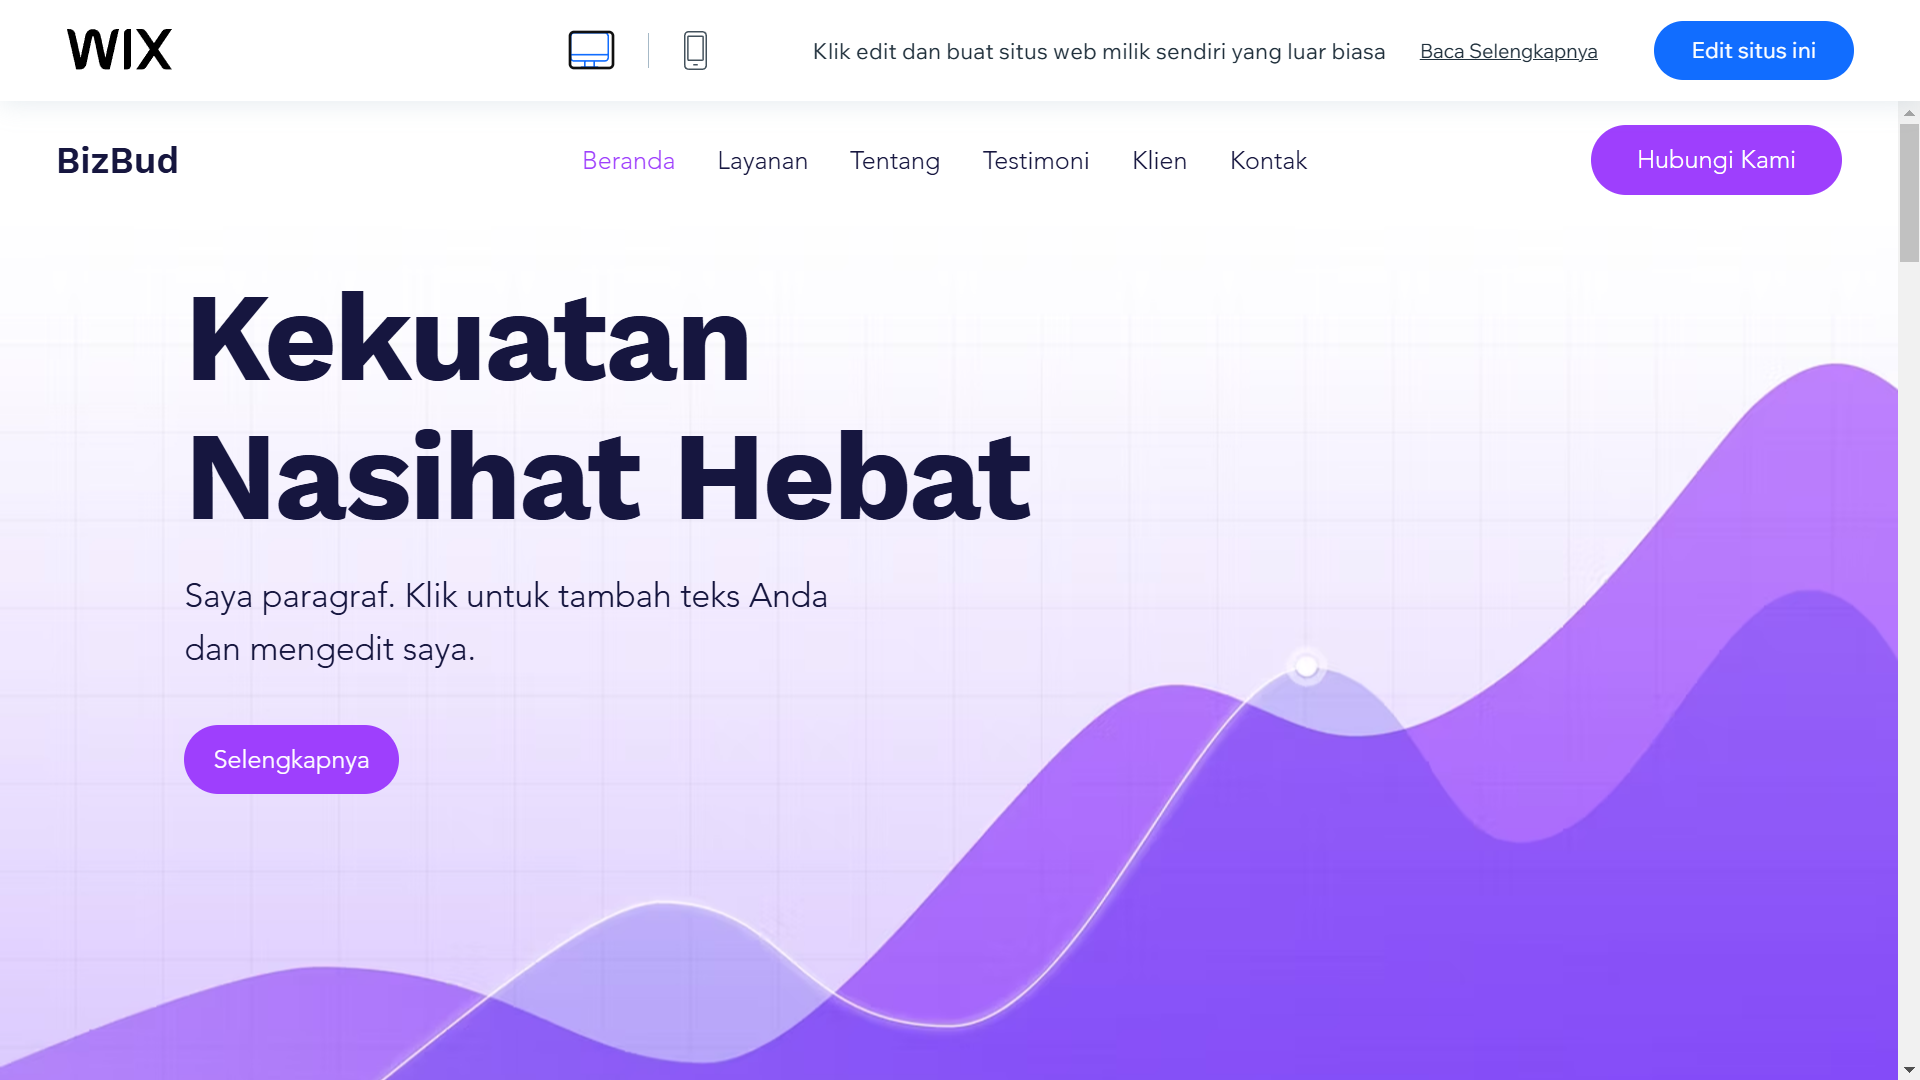 WIX
Klik edit dan buat situs web milik sendiri yang luar biasa
Baca Selengkapnya
Edit situs ini
BizBud
Beranda
Layanan
Tentang
Testimoni
Klien
Kontak
Hubungi Kami
Kekuatan
Nasihat Hebat
Saya paragraf. Klik untuk tambah teks Anda
dan mengedit saya.
Selengkapnya